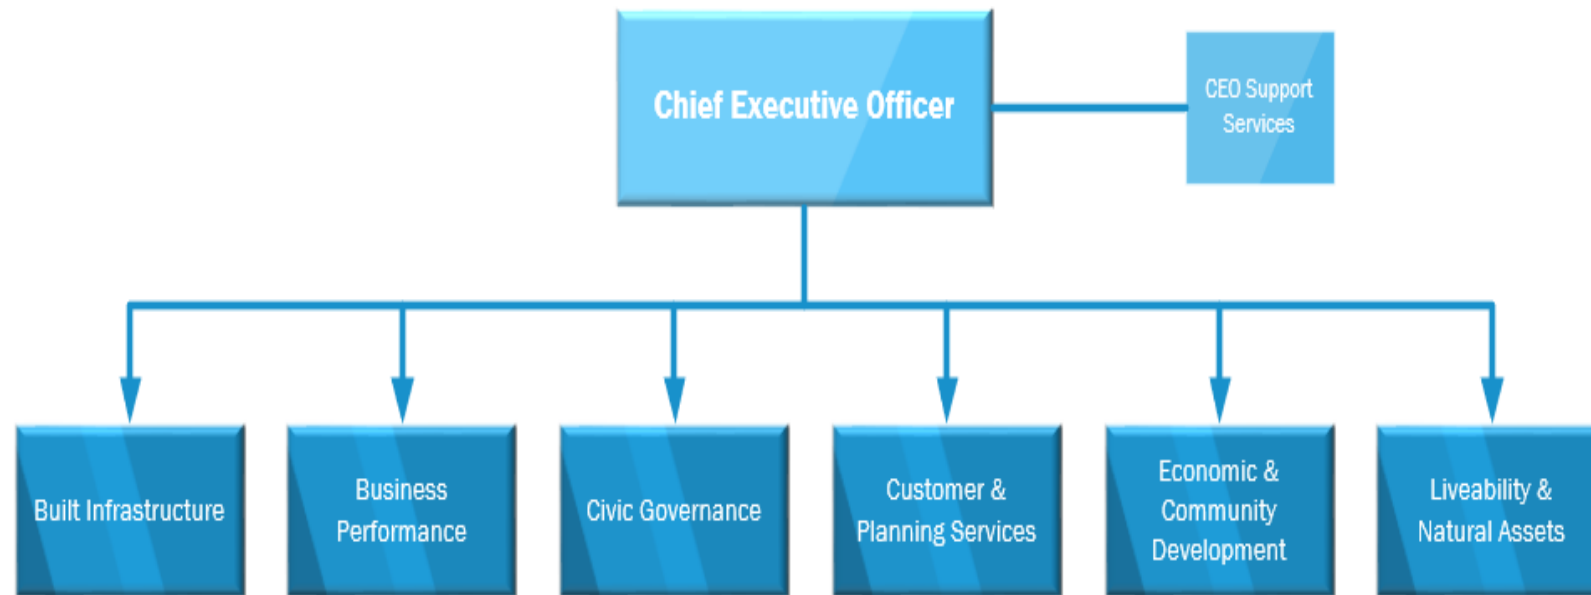 Chief Executive Officer
CEO Support
Services
Built Infrastructure
Business
Performance
Civic Governance
Customer &
Planning Services
Economic &
Community
Development
Liveability &
Natural Assets